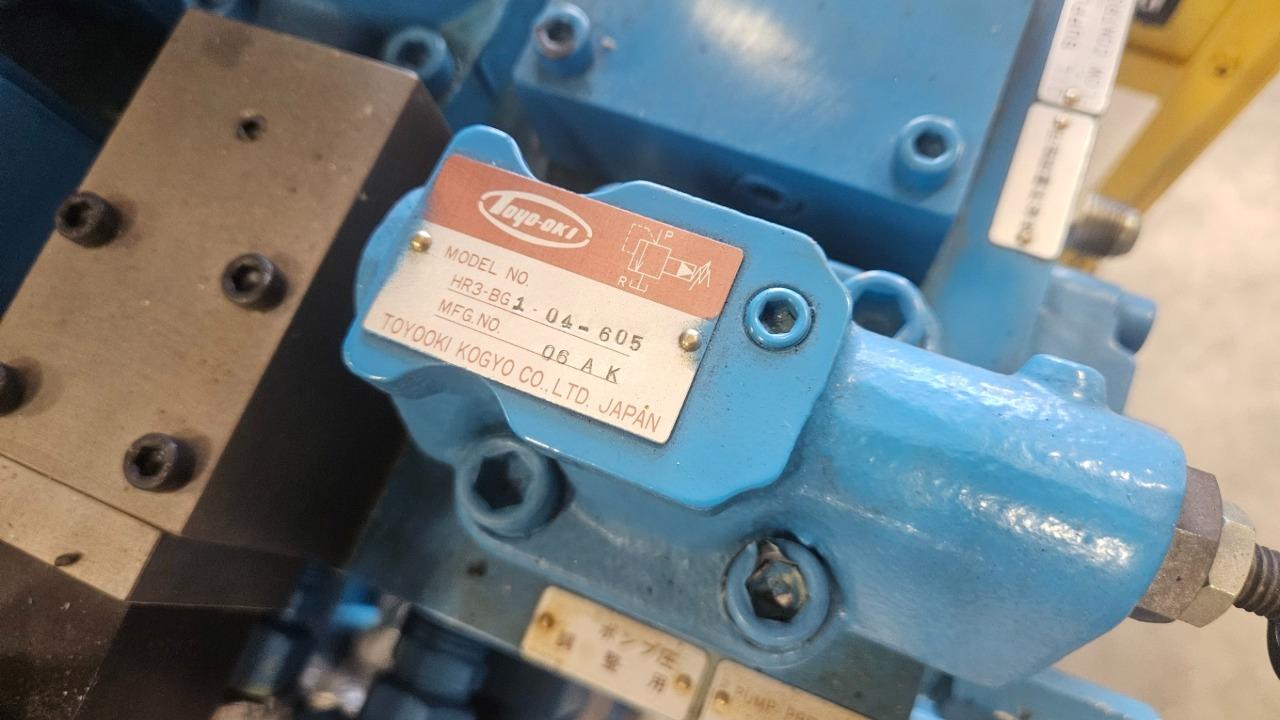 TOYO-OKI
P
R
MODEL NO.
HR3-BG1-04-605
MFG.NO. 06 A K
TOYOOKI KOGYO CO.,LTD. JAPAN
ポンプ圧
調整用
PUMP